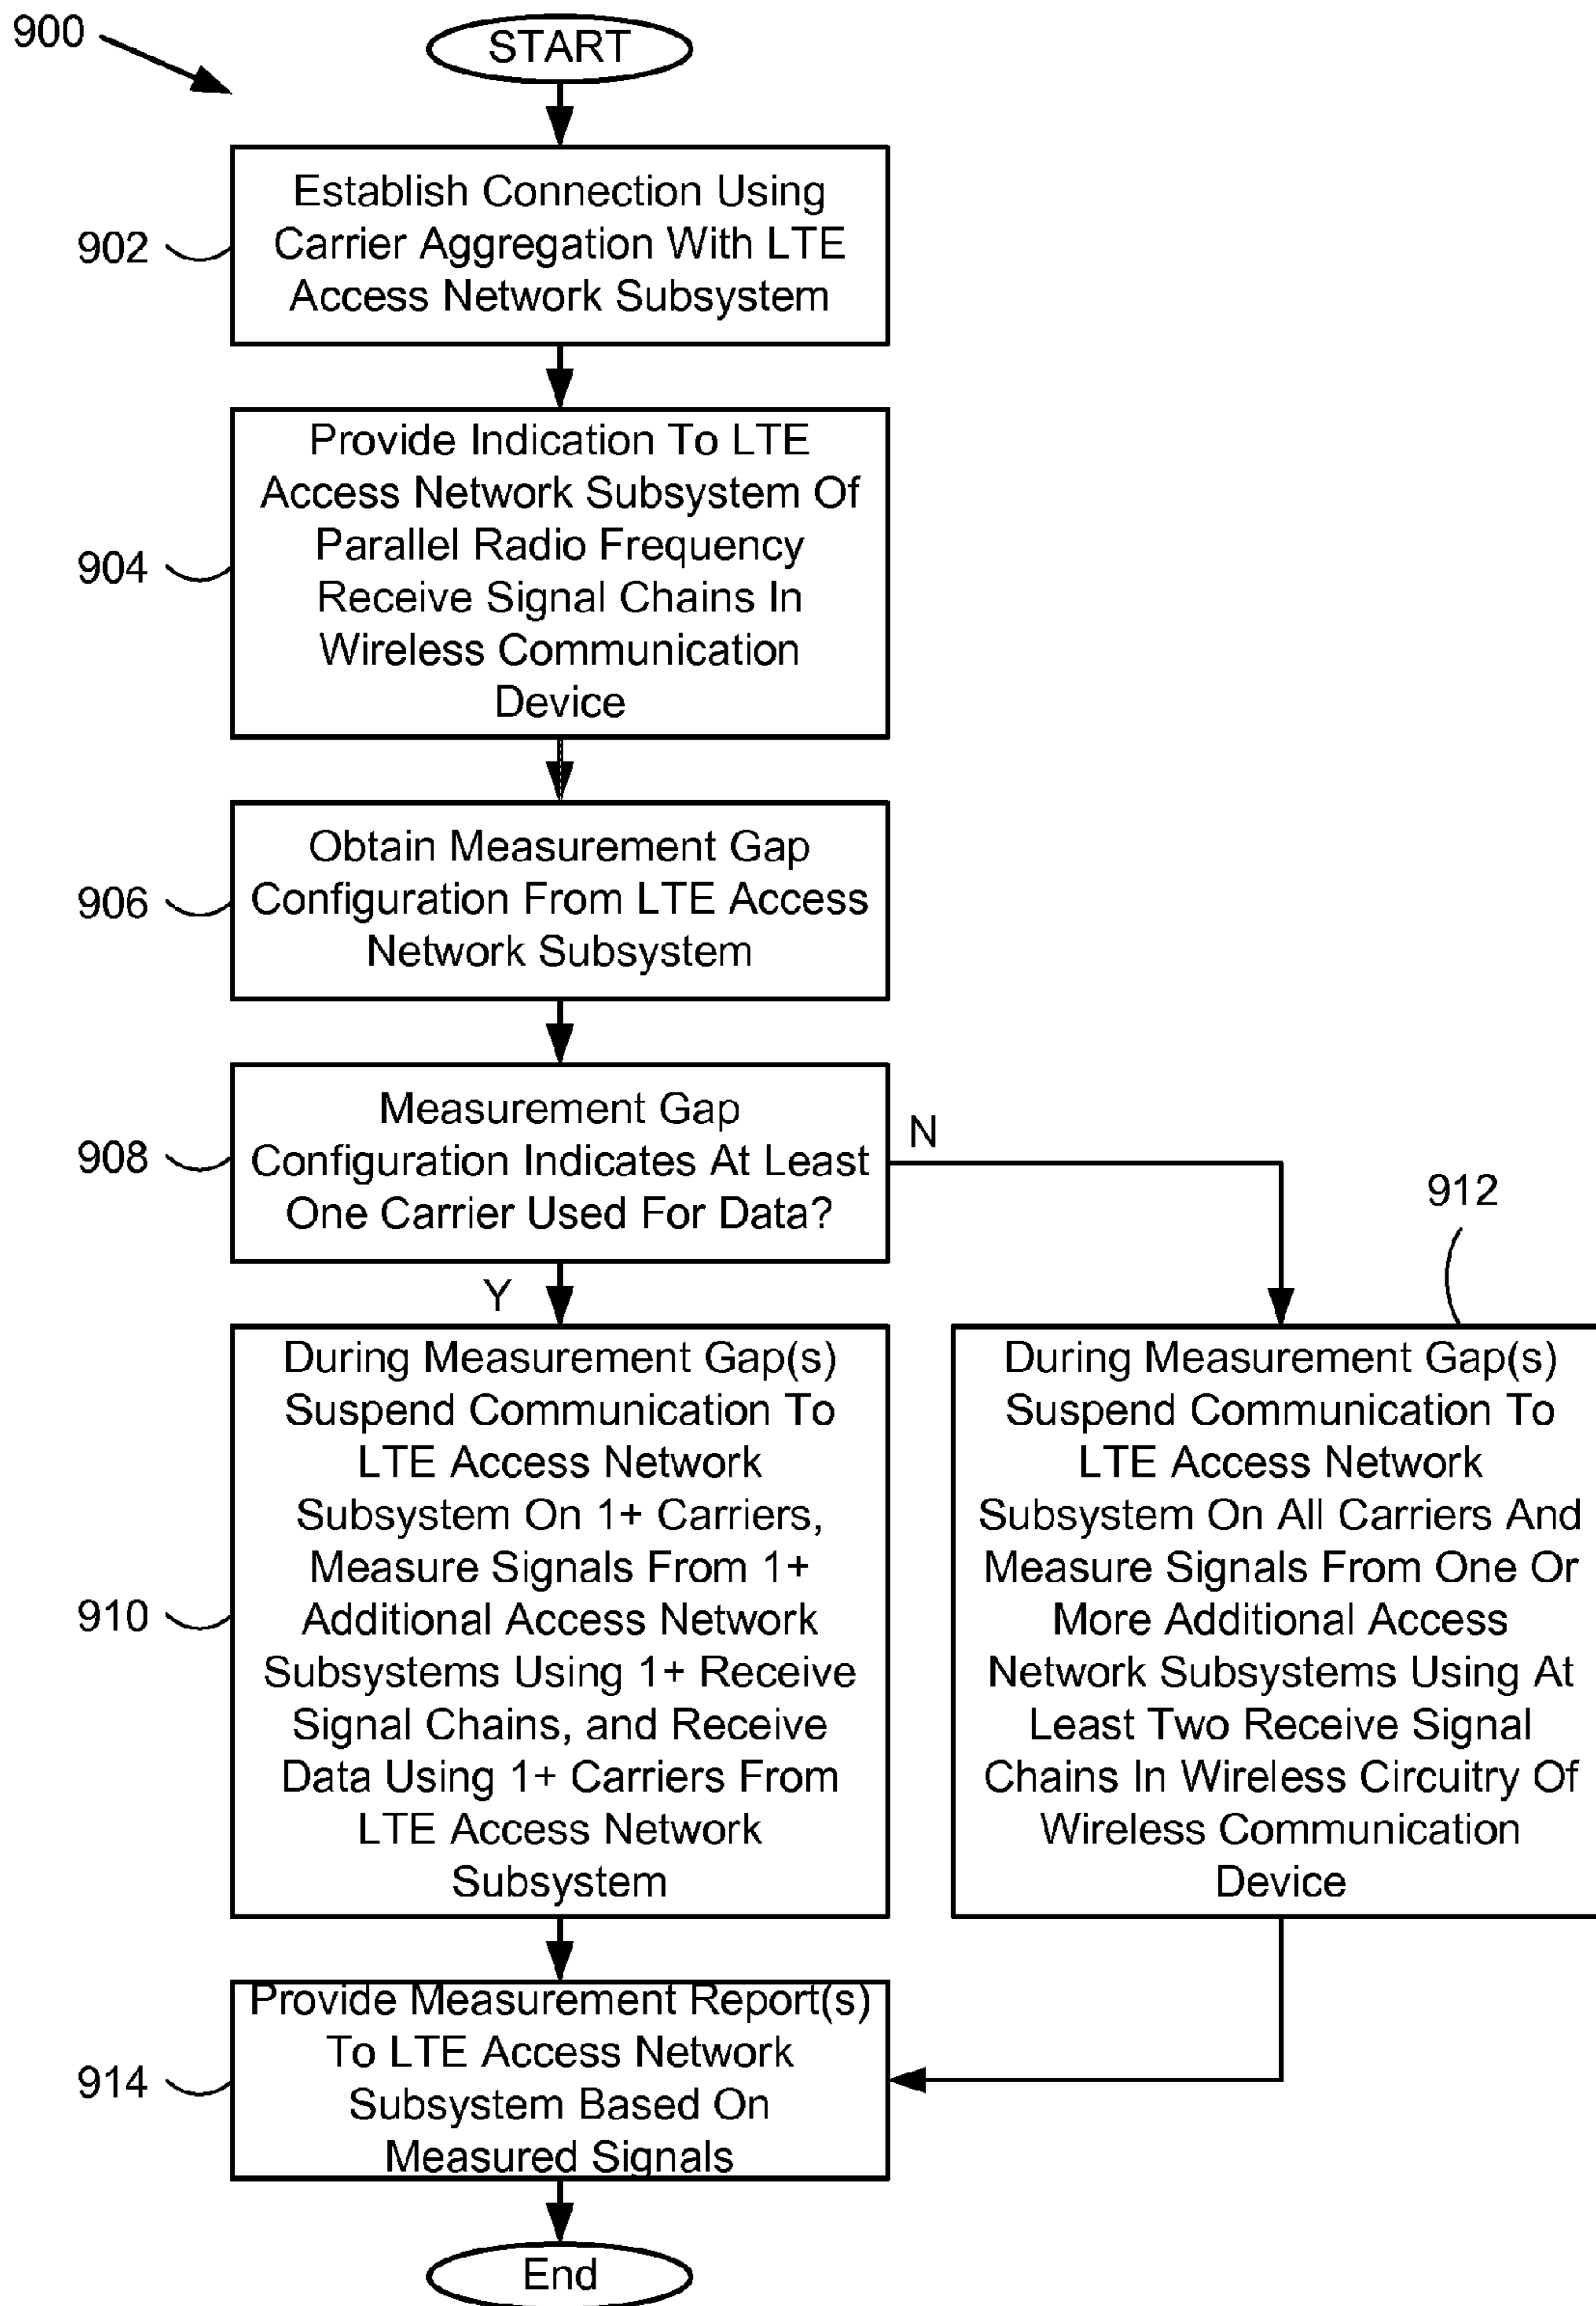 900
START
902
Establish Connection Using
Carrier Aggregation With LTE
Access Network Subsystem
904
Provide Indication To LTE
Access Network Subsystem Of
Parallel Radio Frequency
Receive Signal Chains In
Wireless Communication
Device
906
Obtain Measurement Gap
Configuration From LTE Access
Network Subsystem
908
Measurement Gap
Configuration Indicates At Least
One Carrier Used For Data?
N
Y
910
During Measurement Gap(s)
Suspend Communication To
LTE Access Network
Subsystem On 1+ Carriers,
Measure Signals From 1+
Additional Access Network
Subsystems Using 1+ Receive
Signal Chains, and Receive
Data Using 1+ Carriers From
LTE Access Network
Subsystem
912
During Measurement Gap(s)
Suspend Communication To
LTE Access Network
Subsystem On All Carriers And
Measure Signals From One Or
More Additional Access
Network Subsystems Using At
Least Two Receive Signal
Chains In Wireless Circuitry Of
Wireless Communication
Device
914
Provide Measurement Report(s)
To LTE Access Network
Subsystem Based On
Measured Signals
End